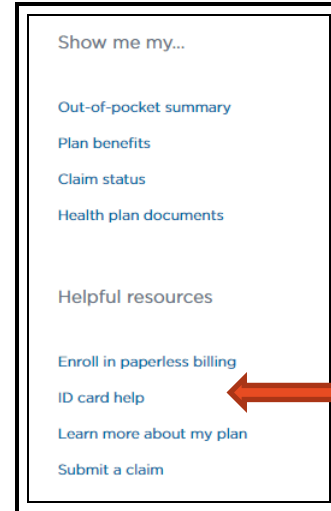 Show me my...
Out-of-pocket summary
Plan benefits
Claim status
Health plan documents
Helpful resources
Enroll in paperless billing
ID card help
Learn more about my plan
Submit a claim